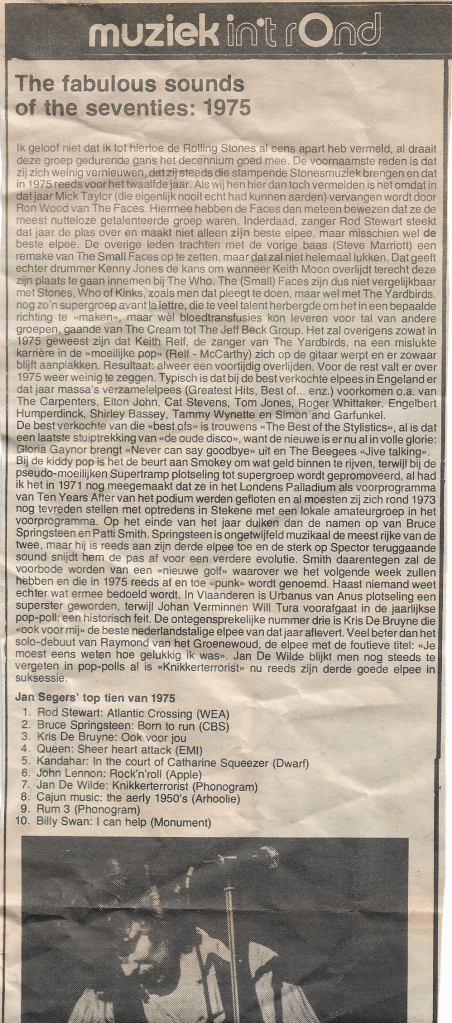 muziek in't rOnd
The fabulous sounds
of the seventies: 1975
Ik geloof niet dat ik tot hiertoe de Rolling Stones al eens apart heb vermeld, al draait
deze groep gedurende gans het decennium goed mee. De voornaamste reden is dat
zij zich weinig vernieuwen, dat zij steeds die stampende Stonesmuziek brengen en dat
in 1975 reeds voor het twaalfde jaar. Als wij hen hier dan toch vermelden is het omdat in
dat jaar Mick Taylor (die eigenlijk nooit echt had kunnen aarden) vervangen wordt door
Ron Wood van The Faces. Hiermee hebben de Faces dan meteen bewezen dat ze de
meest nutteloze getalenteerde groep waren. Inderdaad, zanger Rod Stewart steekt
dat jaar de plas over en maakt niet alleen zijn beste elpee, maar misschien wel de
beste elpee. De overige leden trachten met de vorige baas (Steve Marriott) een
remake van The Small Faces op te zetten, maar dat zal niet helemaal lukken. Dat geeft
echter drummer Kenny Jones de kans om wanneer Keith Moon overlijdt terecht deze
zijn plaats te gaan innemen bij The Who. The (Small) Faces zijn dus niet vergelijkbaar
met Stones, Who of Kinks, zoals men dat pleegt te doen, maar wel met The Yardbirds,
nog zo'n supergroep avant la lettre, die te veel talent herbergde om het in een bepaalde
richting te «maken», maar wèl bloedtransfusies kon leveren voor tal van andere
groepen, gaande van The Cream tot The Jeff Beck Group. Het zal overigens zowat in
1975 geweest zijn dat Keith Relf, de zanger van The Yardbirds, na een mislukte
karrière in de «moeilijke pop» (Relf - McCarthy) zich op de gitaar werpt en er zowaar
blijft aanplakken. Resultaat: alweer een voortijdig overlijden. Voor de rest valt er over
1975 weer weinig te zeggen. Typisch is dat bij de best verkochte elpees in Engeland er
dat jaar massa's verzamelelpees (Greatest Hits, Best of... enz.) voorkomen o.a. van
The Carpenters, Elton John, Cat Stevens, Tom Jones, Roger Whittaker, Engelbert
Humperdinck, Shirley Bassey, Tammy Wynette en Simon and Garfunkel.
De best verkochte van die «best ofs» is trouwens «The Best of the Stylistics», al is dat
een laatste stuiptrekking van «de oude disco», want de nieuwe is er nu al in volle glorie:
Gloria Gaynor brengt «Never can say goodbye» uit en The Beegees «Jive talking».
Bij de kiddy pop is het de beurt aan Smokey om wat geld binnen te rijven, terwijl bij de
pseudo-moeilijken Supertramp plotseling tot supergroep wordt gepromoveerd, al had
ik het in 1971 nog meegemaakt dat ze in het Londens Palladium als voorprogramma
van Ten Years After van het podium werden gefloten en al moesten zij zich rond 1973
nog tevreden stellen met optredens in Stekene met een lokale amateurgroep in het
voorprogramma. Op het einde van het jaar duiken dan de namen op van Bruce
Springsteen en Patti Smith. Springsteen is ongetwijfeld muzikaal de meest rijke van de
twee, maar hij is reeds aan zijn derde elpee toe en de sterk op Spector teruggaande
sound snijdt hem de pas af voor een verdere evolutie. Smith daarentegen zal de
voorbode worden van een «nieuwe golf» waarover we het volgende week zullen
hebben en die in 1975 reeds af en toe «punk» wordt genoemd. Haast niemand weet
echter wat ermee bedoeld wordt. In Vlaanderen is Urbanus van Anus plotseling een
superster geworden, terwijl Johan Verminnen Will Tura voorafgaat in de jaarlijkse
pop-poll: een historisch feit. De ontegensprekelijke nummer drie is Kris De Bruyne die
«ook voor mij» de beste nederlandstalige elpee van dat jaar aflevert. Veel beter dan het
solo-debuut van Raymond van het Groenewoud, de elpee met de foutieve titel: «Je
moest eens weten hoe gelukkig ik was». Jan De Wilde blijkt men nog steeds te
vergeten in pop-polls al is «Knikkerterrorist» nu reeds zijn derde goede elpee in
suksessie.
Jan Segers' top tien van 1975
1. Rod Stewart: Atlantic Crossing (WEA)
2. Bruce Springsteen: Born to run (CBS)
3. Kris De Bruyne: Ook voor jou
4. Queen: Sheer heart attack (EMI)
5. Kandahar: In the court of Catharine Squeezer (Dwarf)
6. John Lennon: Rock'n'roll (Apple)
7. Jan De Wilde: Knikkerterrorist (Phonogram)
8. Cajun music: the aerly 1950's (Arhoolie)
9. Rum 3 (Phonogram)
10. Billy Swan: I can help (Monument)